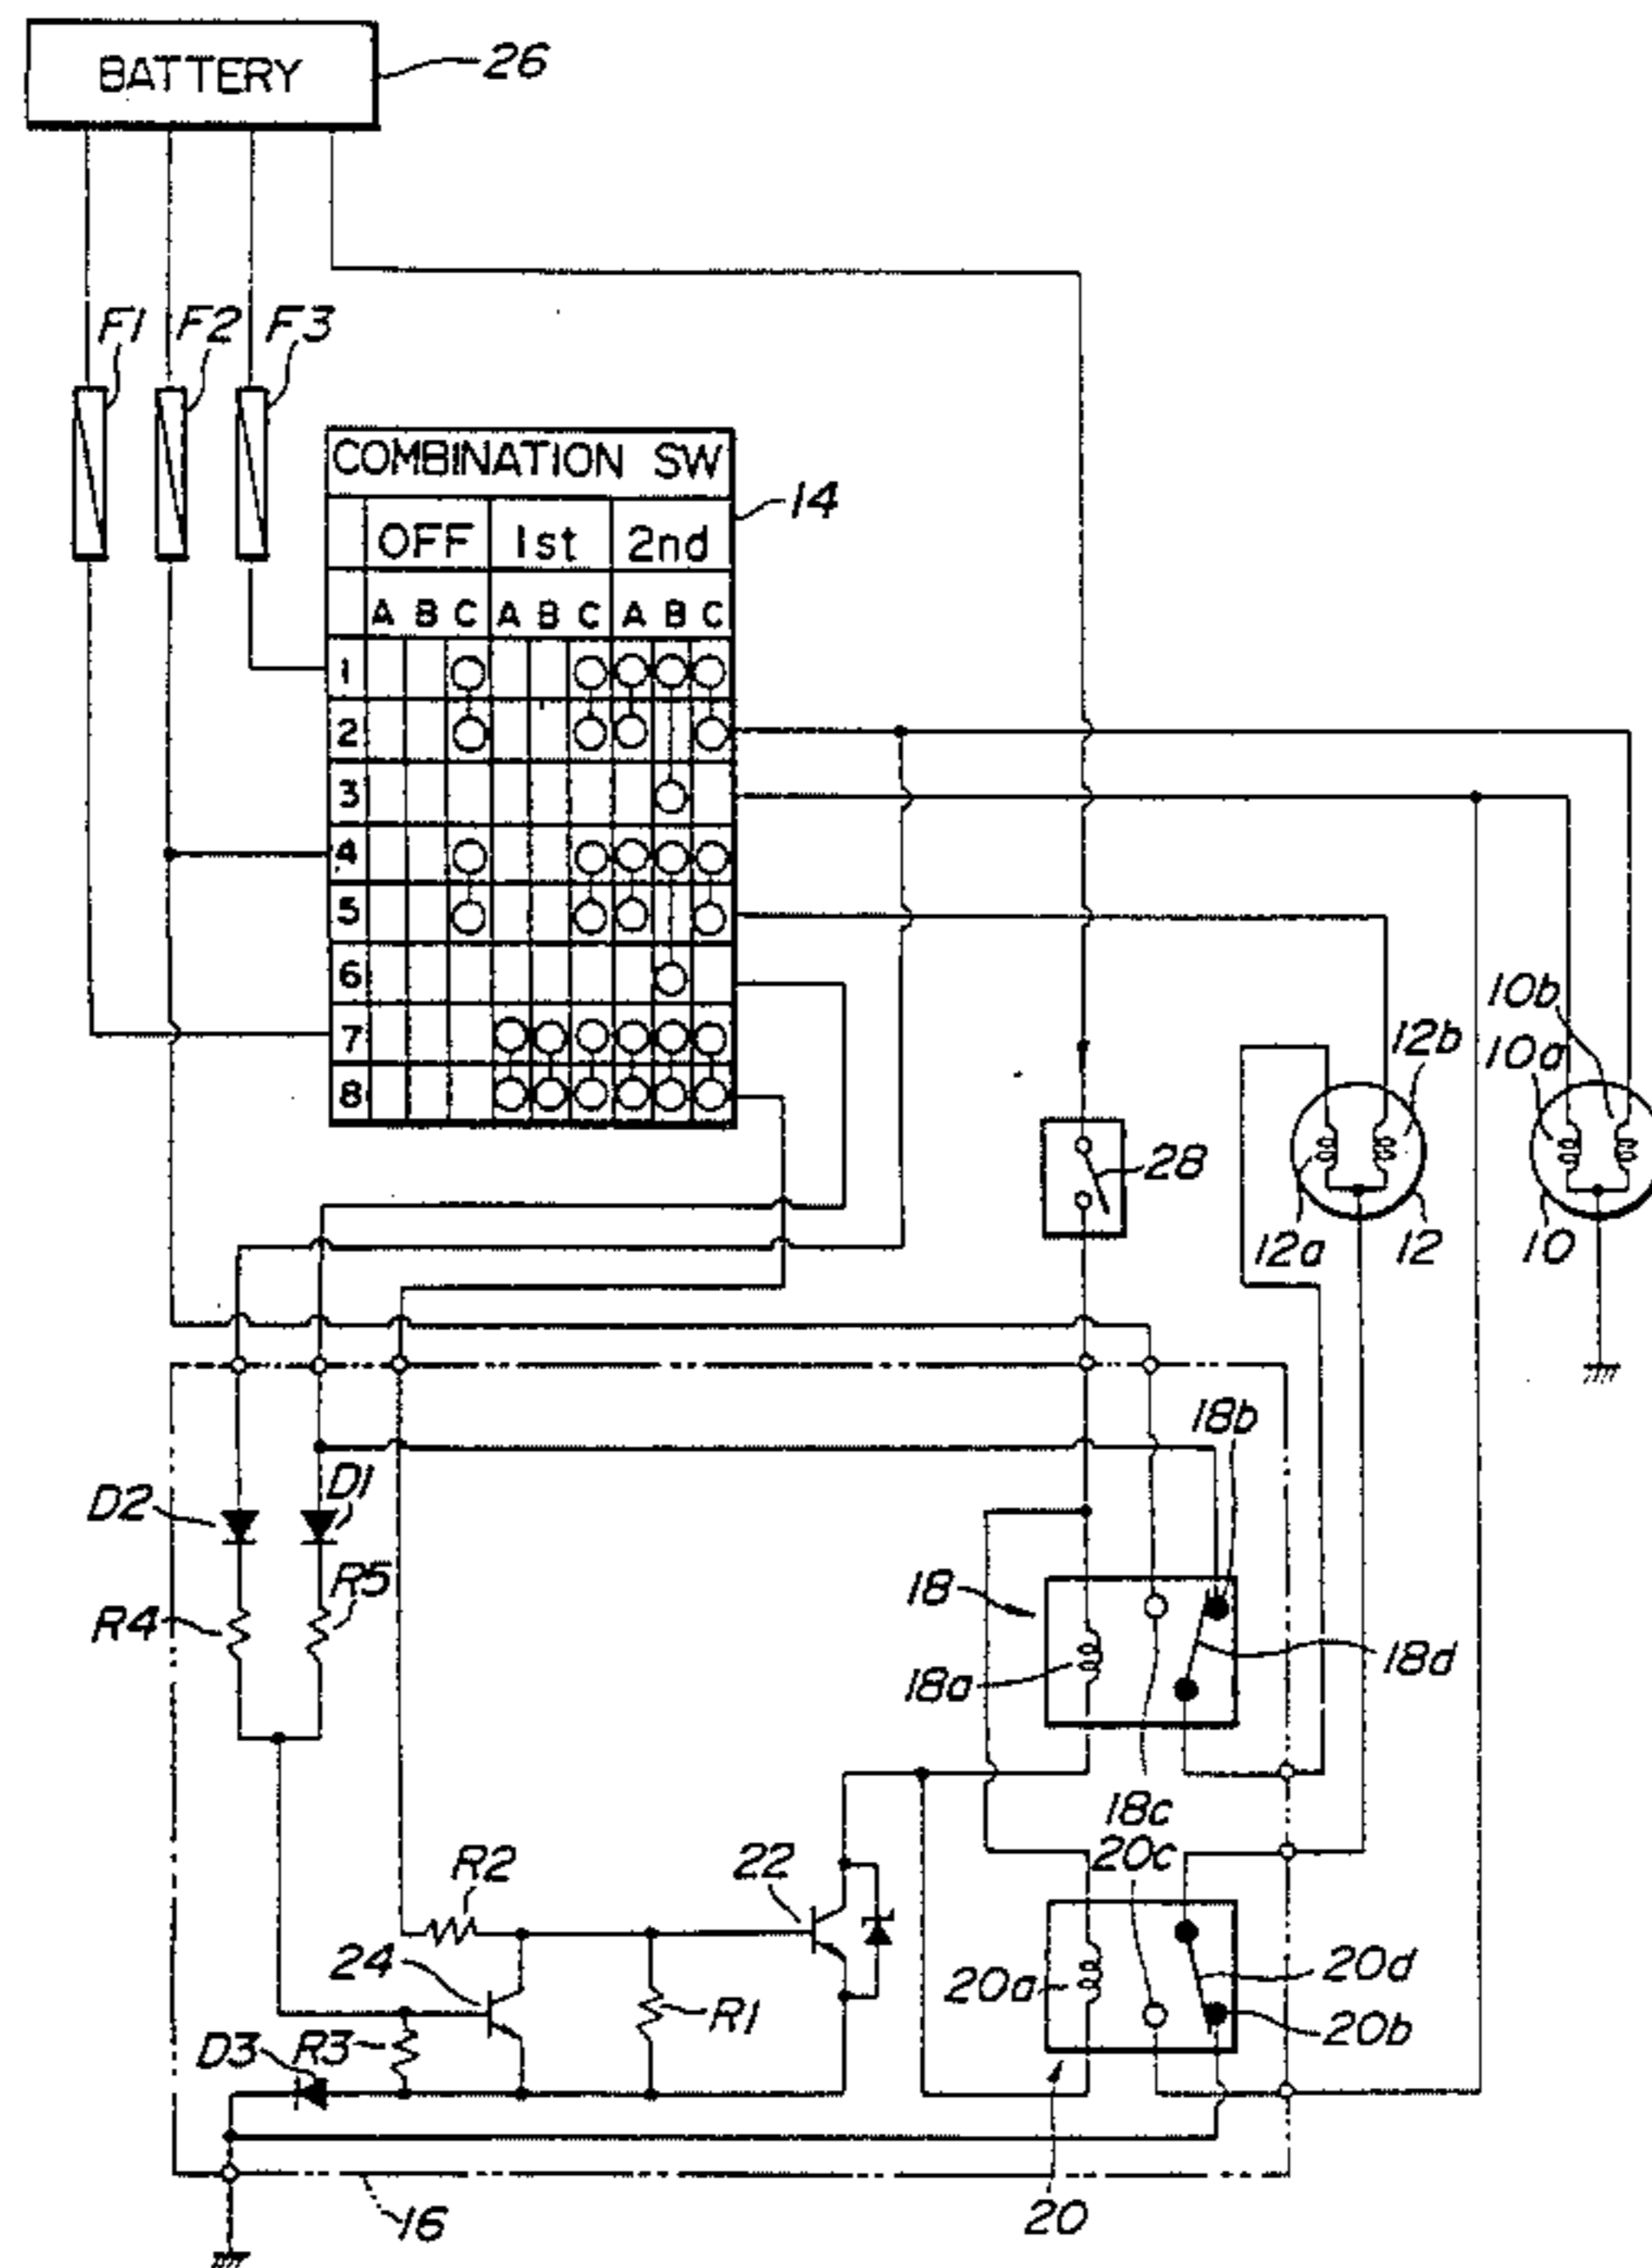 BATTERY 26
F1 F2 F3
COMBINATION SW
14
OFF 1st 2nd
A B C A B C A B C
1
2
3
4
5
6
7
8
10b
12b
10a
28
12a 12 10
18b
D2 D1
R5
18
R4
18d
18a
18c
R2 22 20c
24
20d
20a
R1
20b
D3 R3
16 20